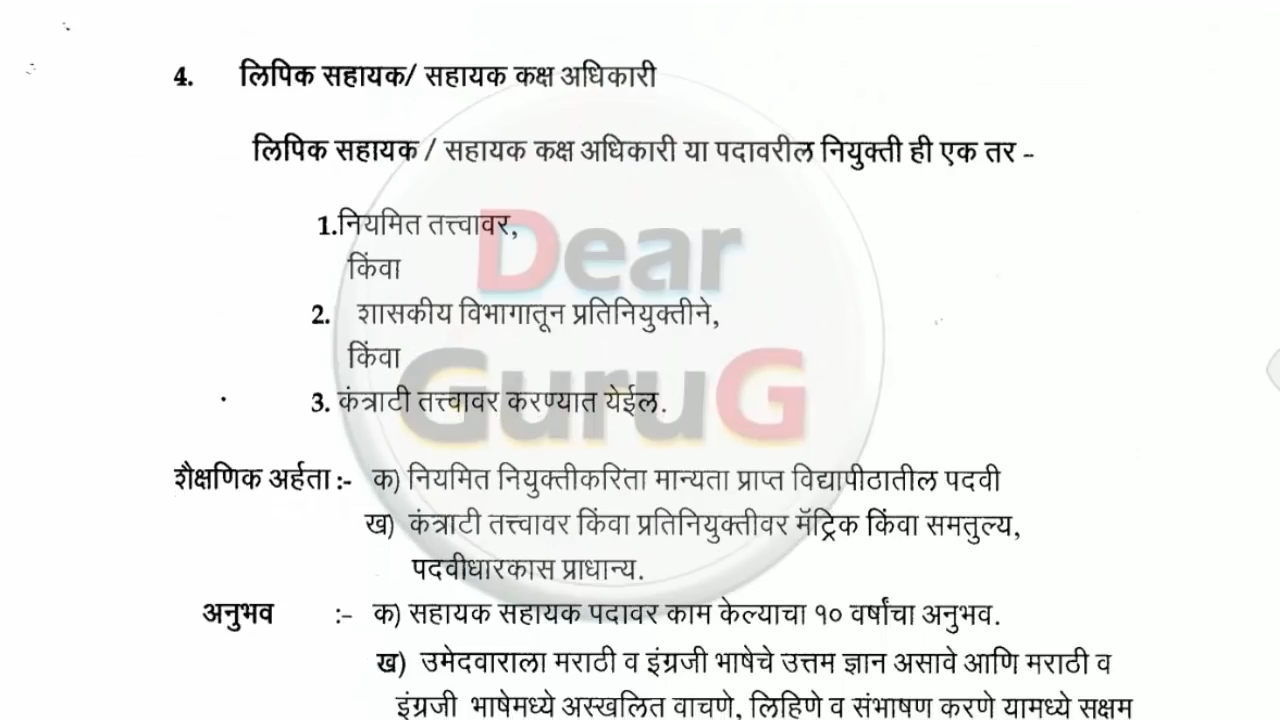 4. लिपिक सहायक/ सहायक कक्ष अधिकारी
लिपिक सहायक / सहायक कक्ष अधिकारी या पदावरील नियुक्ती ही एक तर -
1.नियमित तत्त्वावर,
किंवा
2. शासकीय विभागातून प्रतिनियुक्तीने,
किंवा
3. कंत्राटी तत्त्वावर करण्यात येईल.
Dear
GuruG
शैक्षणिक अर्हता :- क) नियमित नियुक्तीकरिता मान्यता प्राप्त विद्यापीठातील पदवी
ख) कंत्राटी तत्त्वावर किंवा प्रतिनियुक्तीवर मॅट्रिक किंवा समतुल्य,
पदवीधारकास प्राधान्य.
अनुभव :- क) सहायक सहायक पदावर काम केल्याचा १० वर्षांचा अनुभव.
ख) उमेदवाराला मराठी व इंग्रजी भाषेचे उत्तम ज्ञान असावे आणि मराठी व
इंग्रजी भाषेमध्ये अस्खलित वाचणे, लिहिणे व संभाषण करणे यामध्ये सक्षम